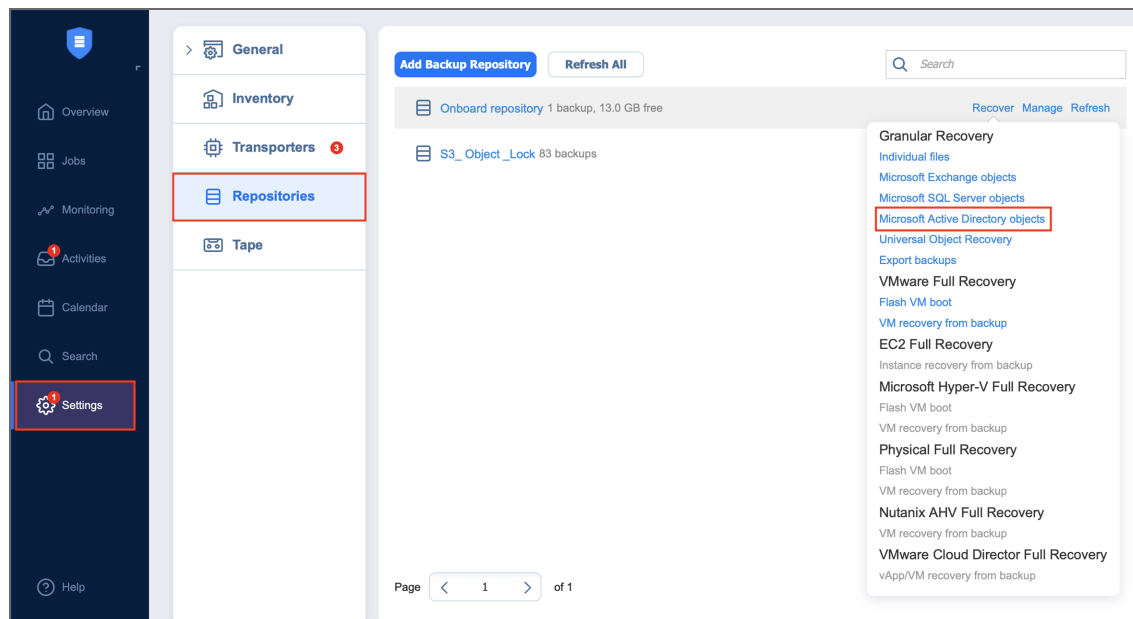 Overview
Jobs
Monitoring
1
Activities
Calendar
Search
1
Settings
Help
General
Inventory
Transporters 3
Repositories
Tape
Add Backup Repository
Refresh All
Search
Onboard repository 1 backup, 13.0 GB free
Recover Manage Refresh
S3_ Object _Lock 83 backups
Granular Recovery
Individual files
Microsoft Exchange objects
Microsoft SQL Server objects
Microsoft Active Directory objects
Universal Object Recovery
Export backups
VMware Full Recovery
Flash VM boot
VM recovery from backup
EC2 Full Recovery
Instance recovery from backup
Microsoft Hyper-V Full Recovery
Flash VM boot
VM recovery from backup
Physical Full Recovery
Flash VM boot
VM recovery from backup
Nutanix AHV Full Recovery
VM recovery from backup
VMware Cloud Director Full Recovery
vApp/VM recovery from backup
Page 1 of 1